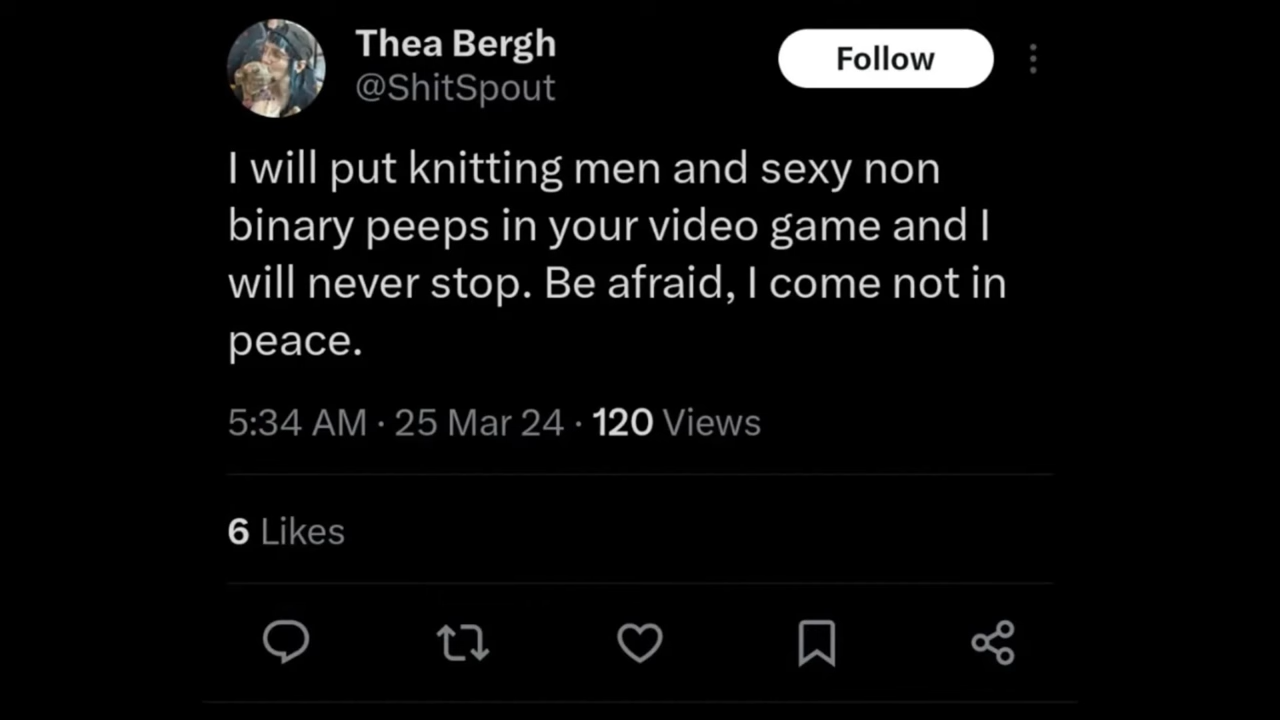 Thea Bergh
Follow
@ShitSpout
I will put knitting men and sexy non
binary peeps in your video game and I
will never stop. Be afraid, I come not in
peace.
5:34 AM · 25 Mar 24 · 120 Views
6 Likes